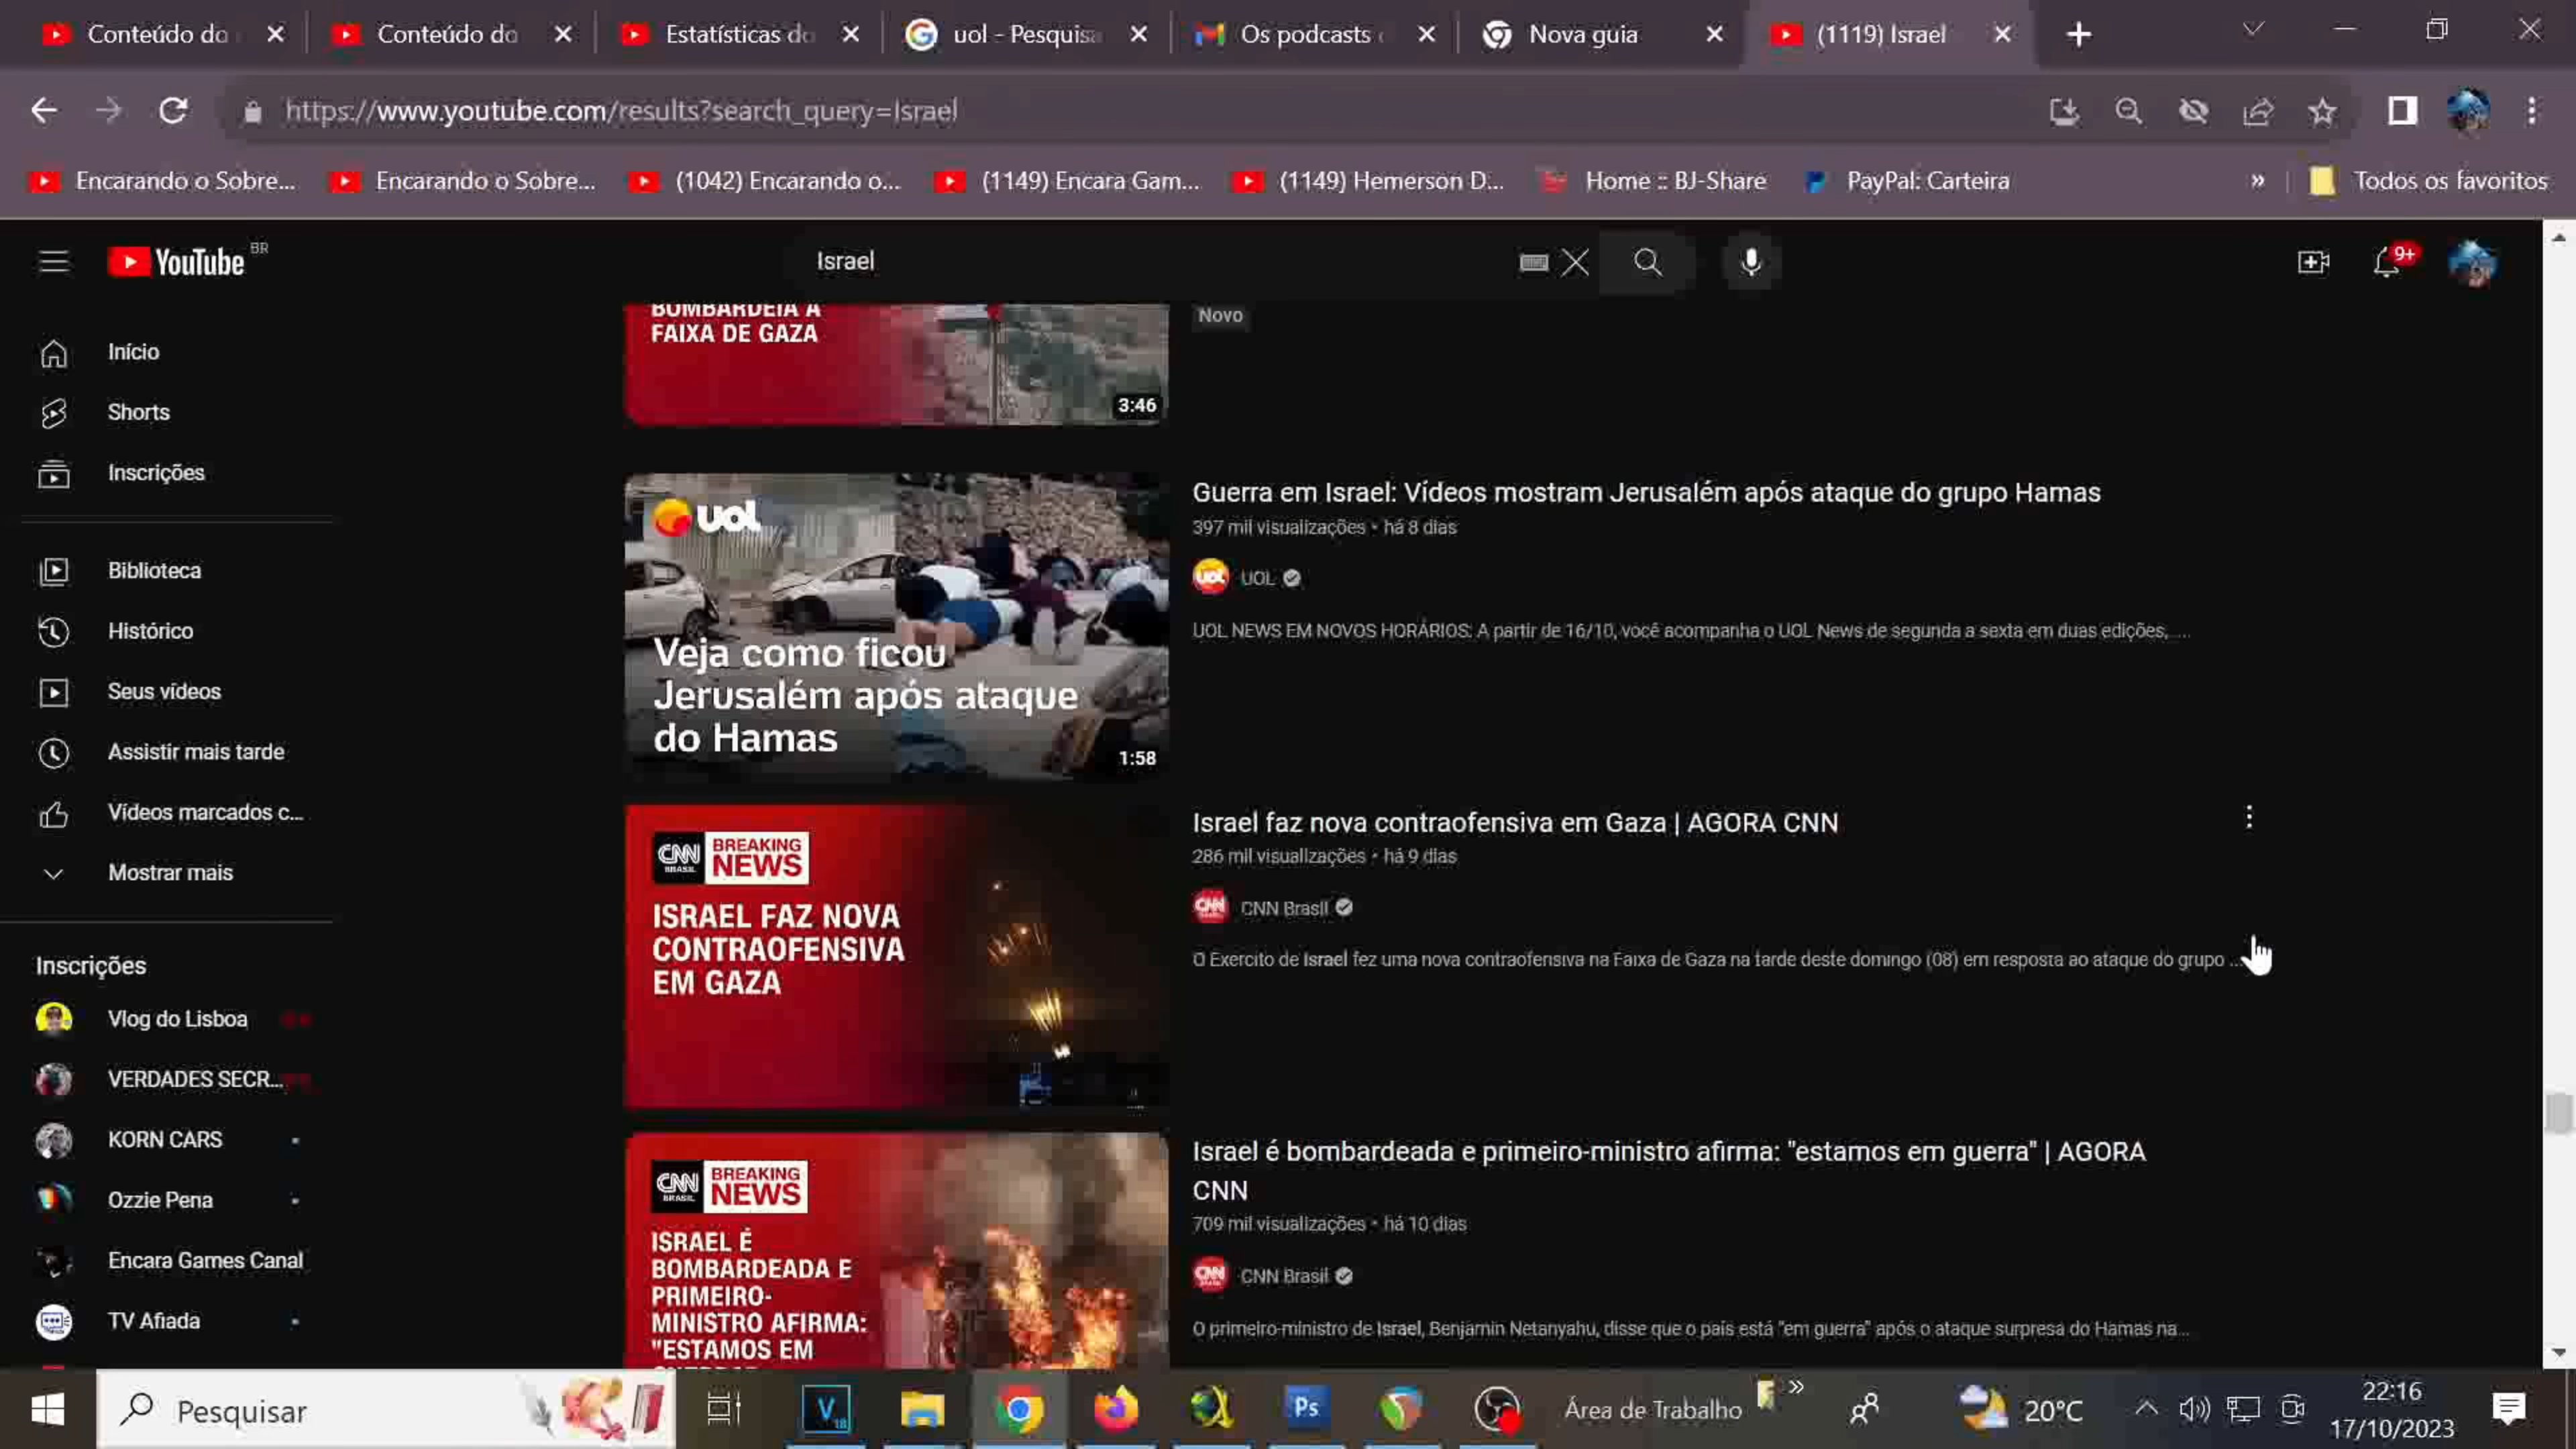 Conteúdo do
Conteúdo do
Estatísticas do
uol - Pesquisa
Os podcasts
Nova guia
(1119) Israel
https://www.youtube.com/results?search_query=Israel
Encarando o Sobre...
Encarando o Sobre...
(1042) Encarando o...
(1149) Encara Gam...
(1149) Hemerson D...
Home :: BJ-Share
PayPal: Carteira
»
Todos os favoritos
YouTube BR
Israel
9+
Início
Shorts
Inscrições
Biblioteca
Histórico
Seus vídeos
Assistir mais tarde
Vídeos marcados c...
Mostrar mais
Inscrições
Vlog do Lisboa
VERDADES SECR...
KORN CARS
Ozzie Pena
Encara Games Canal
TV Afiada
BOMBARDEIA A
FAIXA DE GAZA
3:46
Novo
uol
Veja como ficou
Jerusalém após ataque
do Hamas
1:58
Guerra em Israel: Vídeos mostram Jerusalém após ataque do grupo Hamas
397 mil visualizações • há 8 dias
UOL
UOL NEWS EM NOVOS HORÁRIOS: A partir de 16/10, você acompanha o UOL News de segunda a sexta em duas edições, ...
CNN BRASIL BREAKING NEWS
ISRAEL FAZ NOVA
CONTRAOFENSIVA
EM GAZA
Israel faz nova contraofensiva em Gaza | AGORA CNN
286 mil visualizações • há 9 dias
CNN Brasil
O Exercito de Israel fez uma nova contraofensiva na Faixa de Gaza na tarde deste domingo (08) em resposta ao ataque do grupo ...
CNN BRASIL BREAKING NEWS
ISRAEL É
BOMBARDEADA E
PRIMEIRO-
MINISTRO AFIRMA:
"ESTAMOS EM
Israel é bombardeada e primeiro-ministro afirma: "estamos em guerra" | AGORA
CNN
709 mil visualizações • há 10 dias
CNN Brasil
O primeiro-ministro de Israel, Benjamin Netanyahu, disse que o país está "em guerra" após o ataque surpresa do Hamas na...
Pesquisar
V 18
Ps
Área de Trabalho
»
20°C
22:16
17/10/2023